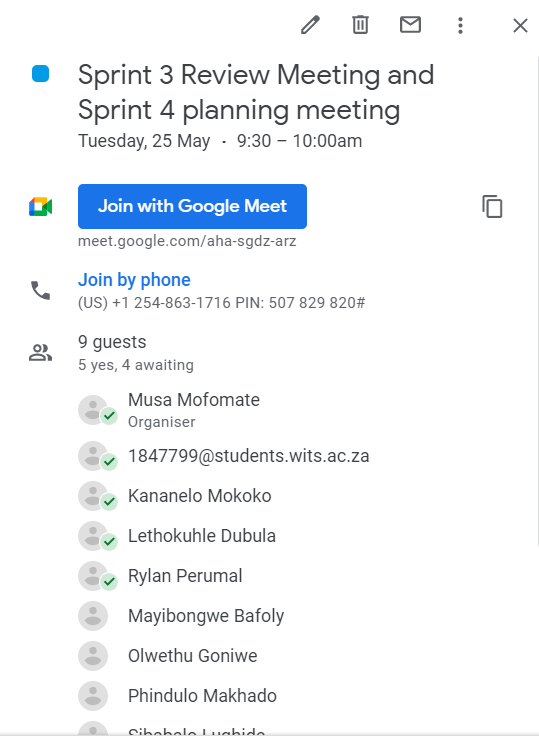 Sprint 3 Review Meeting and
Sprint 4 planning meeting
Tuesday, 25 May · 9:30 – 10:00am
Join with Google Meet
meet.google.com/aha-sgdz-arz
Join by phone
(US) +1 254-863-1716 PIN: 507 829 820#
9 guests
5 yes, 4 awaiting
Musa Mofomate
Organiser
1847799@students.wits.ac.za
Kananelo Mokoko
Lethokuhle Dubula
Rylan Perumal
Mayibongwe Bafoly
Olwethu Goniwe
Phindulo Makhado